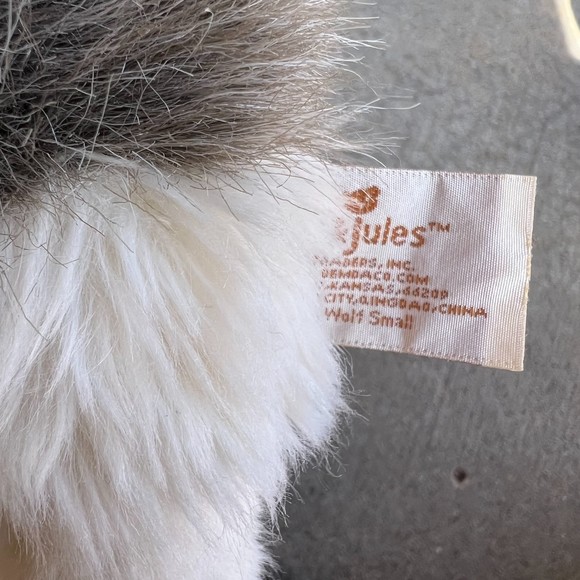 Jules™
RADERS, INC.
DEMDACO.COM
KANSAS, 66209
CITY, QINGDAO, CHINA
Wolf Small